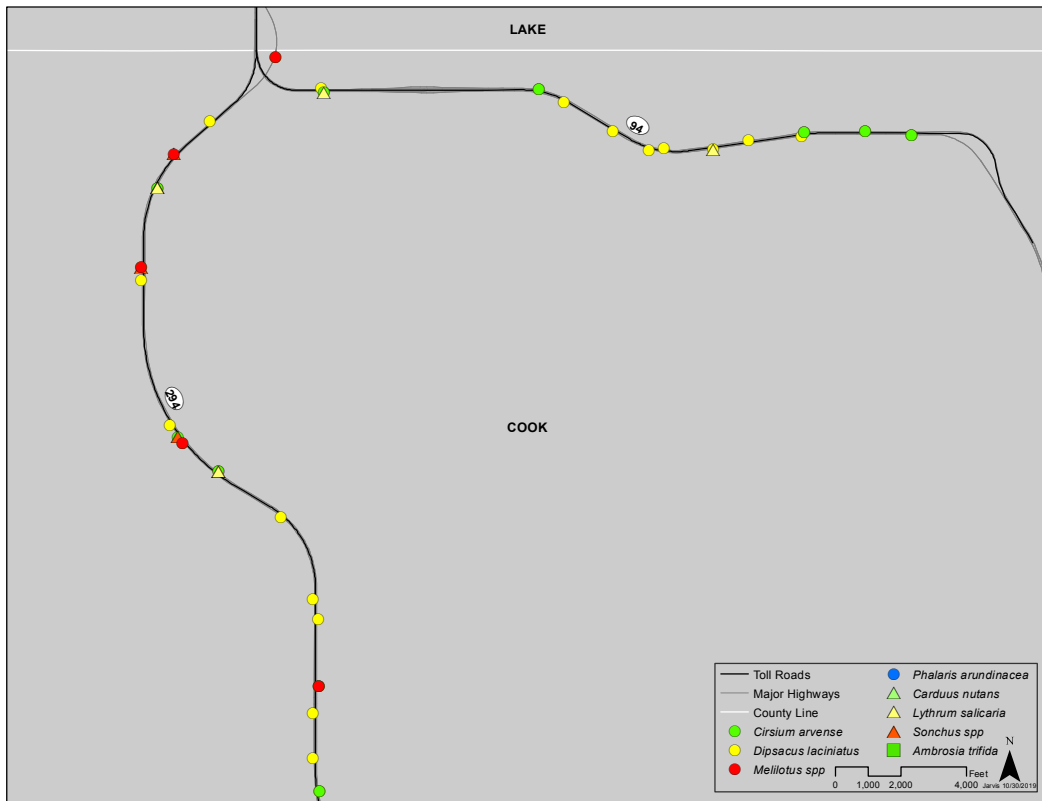 LAKE
94
294
COOK
Toll Roads
Major Highways
County Line
Cirsium arvense
Dipsacus laciniatus
Melilotus spp
Phalaris arundinacea
Carduus nutans
Lythrum salicaria
Sonchus spp
Ambrosia trifida
N
Feet
0 1,000 2,000 4,000
Jarvis 10/30/2019